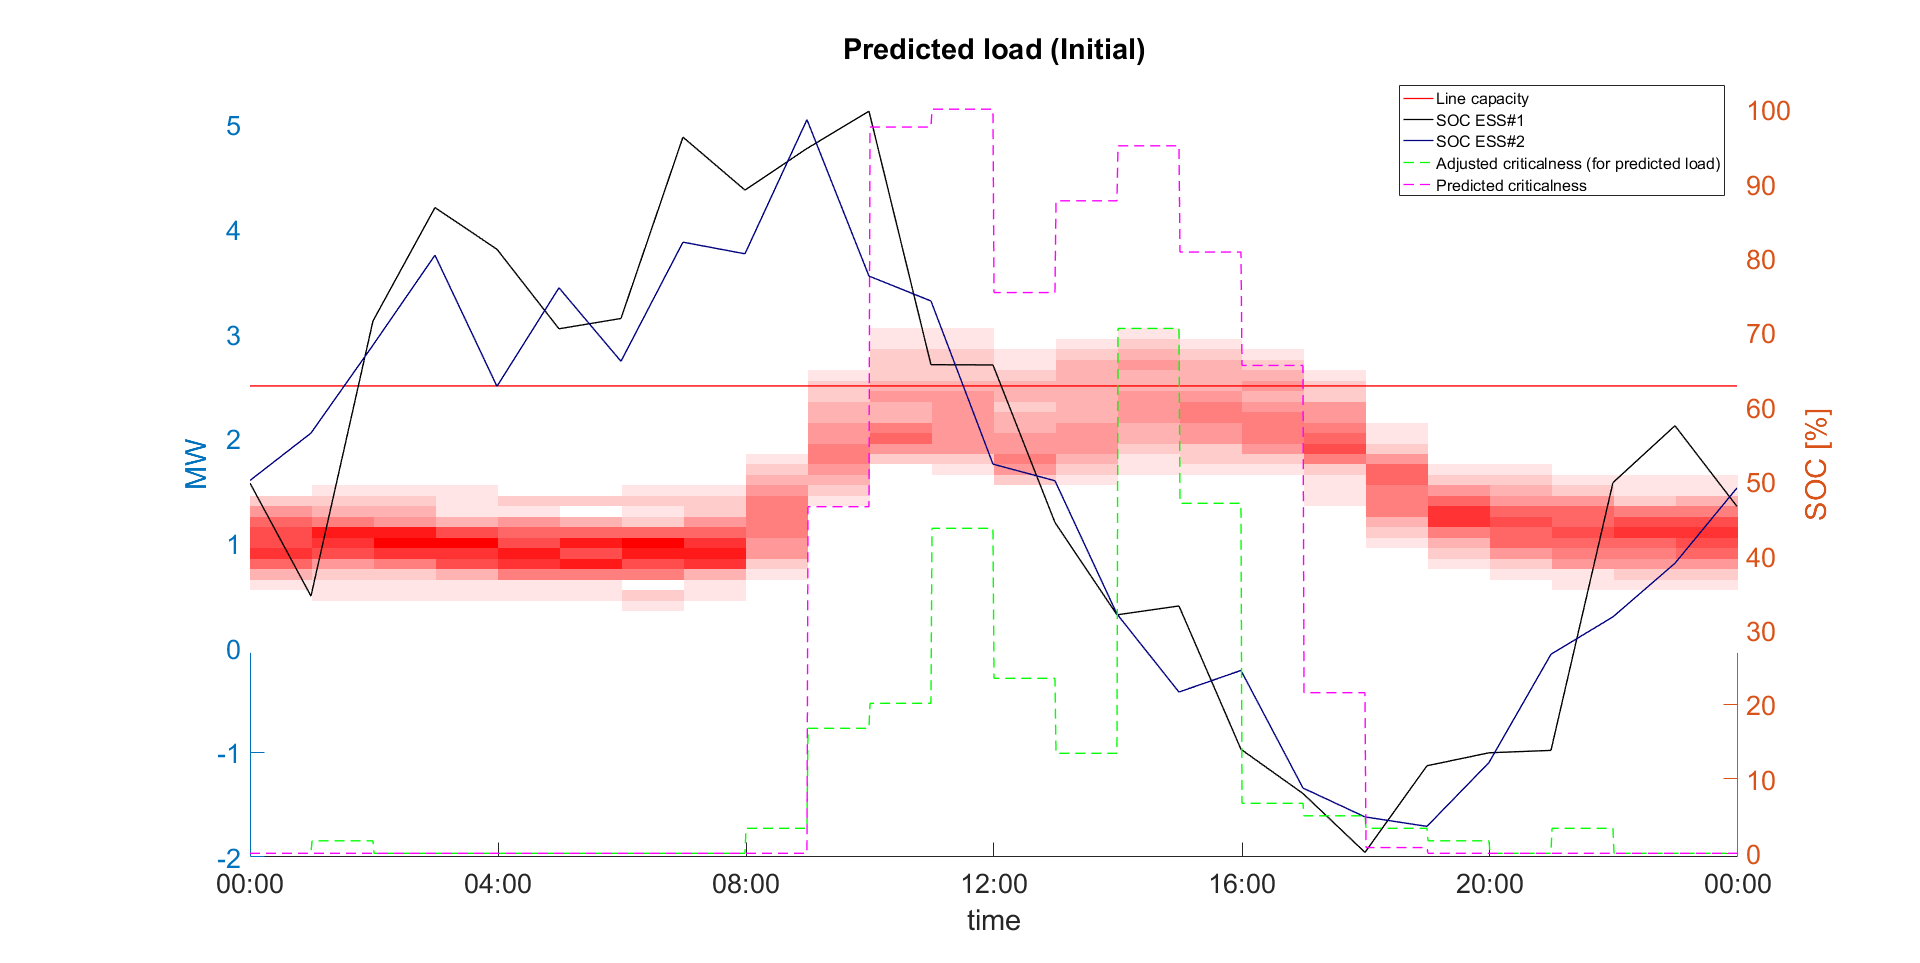 Predicted load (Initial)
Line capacity
SOC ESS#1
SOC ESS#2
Adjusted criticalness (for predicted load)
Predicted criticalness
5
4
3
2
1
0
-1
-2
MW
100
90
80
70
60
50
40
30
20
10
0
SOC [%]
00:00 04:00 08:00 12:00 16:00 20:00 00:00
time